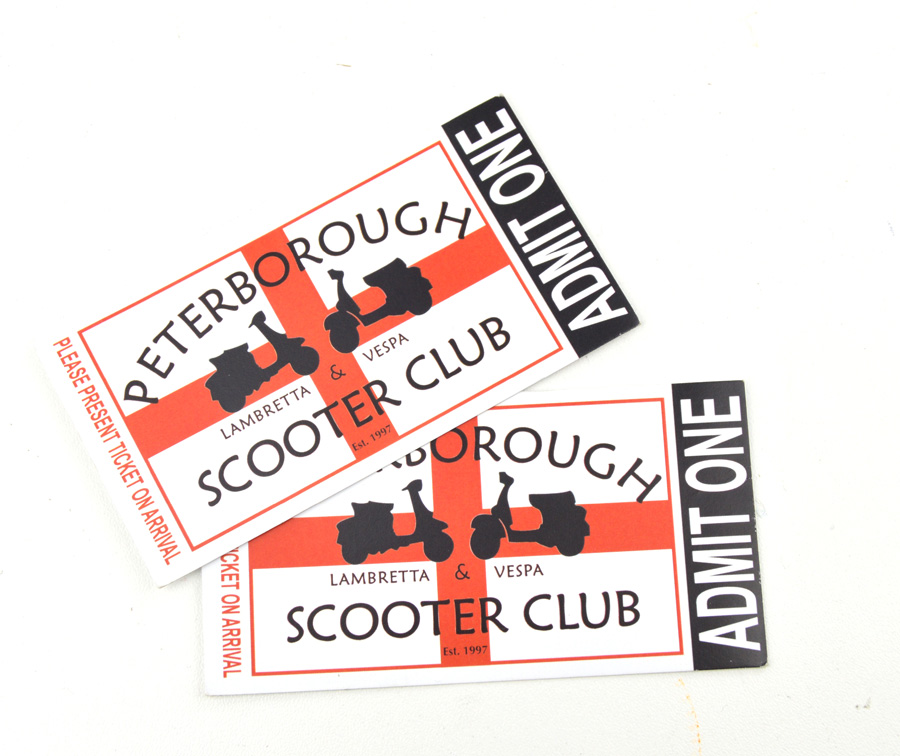 PLEASE PRESENT TICKET ON ARRIVAL
PETERBOROUGH
LAMBRETTA & VESPA
SCOOTER CLUB
Est. 1997
ADMIT ONE
TICKET ON ARRIVAL
RBOROUGH
LAMBRETTA & VESPA
SCOOTER CLUB
Est. 1997
ADMIT ONE